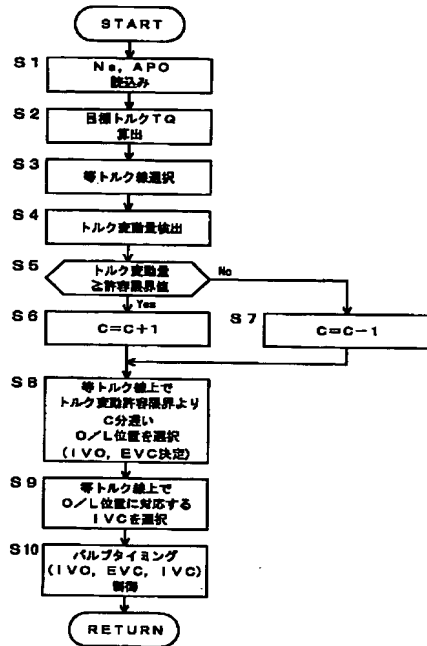 START
S1
Ne, APO
読込み
S2
目標トルクTQ
算出
S3
等トルク線選択
S4
トルク変動量検出
S5
トルク変動量
≧許容限界値
No
Yes
S6
C=C+1
S7
C=C-1
S8
等トルク線上で
トルク変動許容限界より
C分遅い
O/L位置を選択
(IVO, EVC決定)
S9
等トルク線上で
O/L位置に対応する
IVCを選択
S10
バルブタイミング
(IVO, EVC, IVC)
制御
RETURN